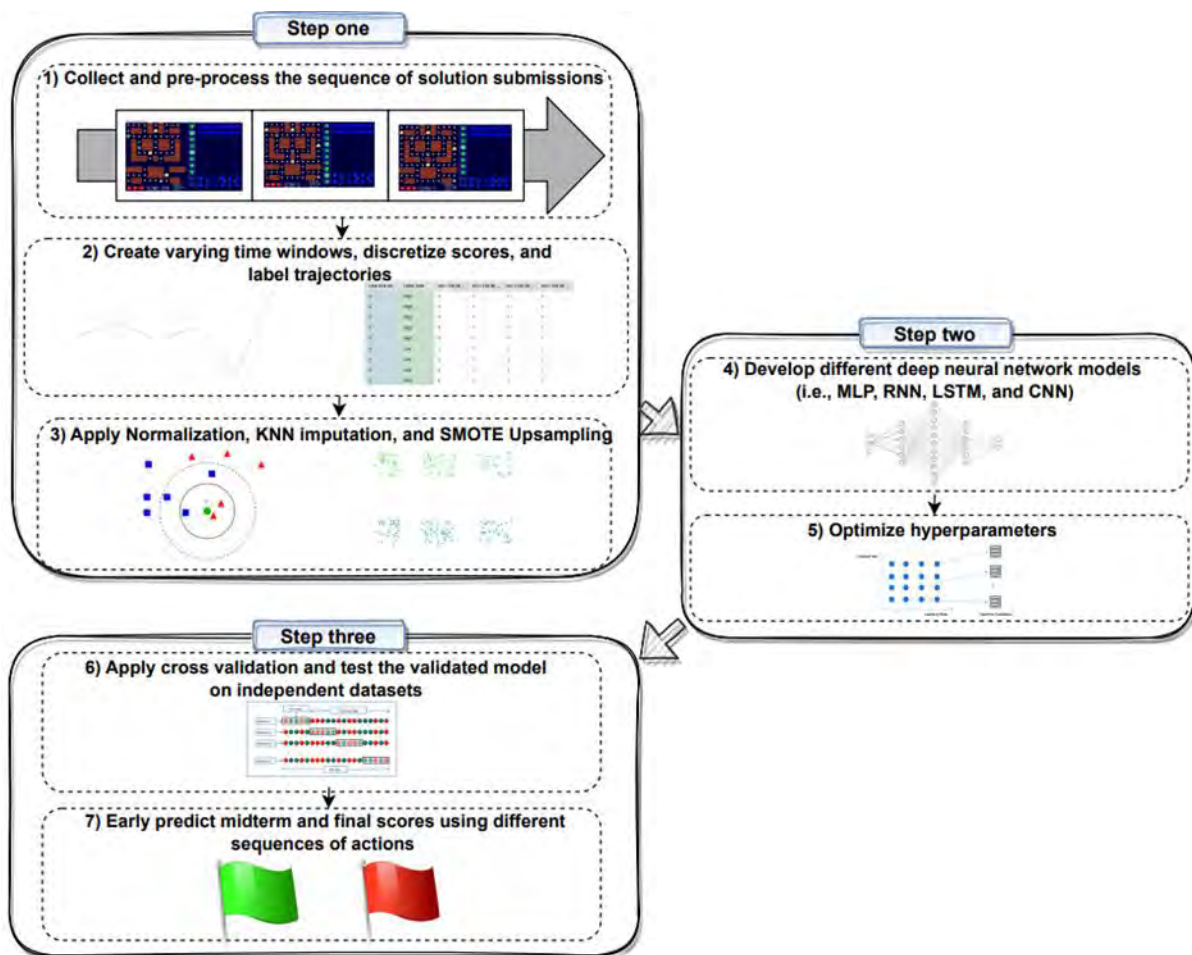 Step one
1) Collect and pre-process the sequence of solution submissions
2) Create varying time windows, discretize scores, and
label trajectories
3) Apply Normalization, KNN imputation, and SMOTE Upsampling
Step two
4) Develop different deep neural network models
(i.e., MLP, RNN, LSTM, and CNN)
5) Optimize hyperparameters
Step three
6) Apply cross validation and test the validated model
on independent datasets
7) Early predict midterm and final scores using different
sequences of actions